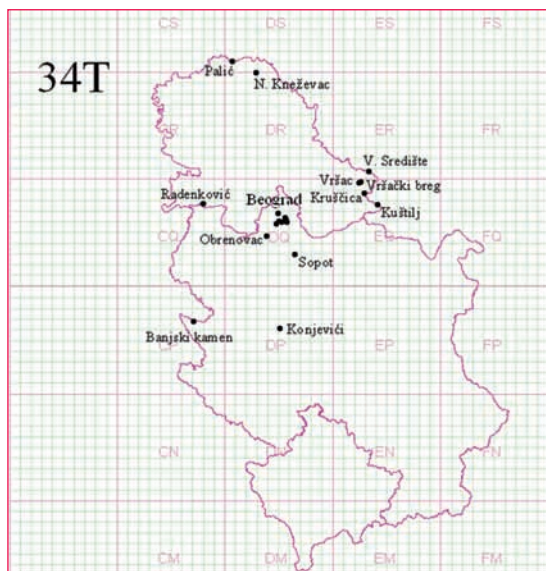 CS DS ES FS
34T
Palić
N. Kneževac
CR DR ER FR
V. Središte
Vršac
Vršački breg
Radenković
Beograd
Kruščica
Kuštilj
CQ Obrenovac DQ EQ FQ
Sopot
Banjski kamen
Konjevići
CP DP EP FP
CN DN EN FN
CM DM EM FM